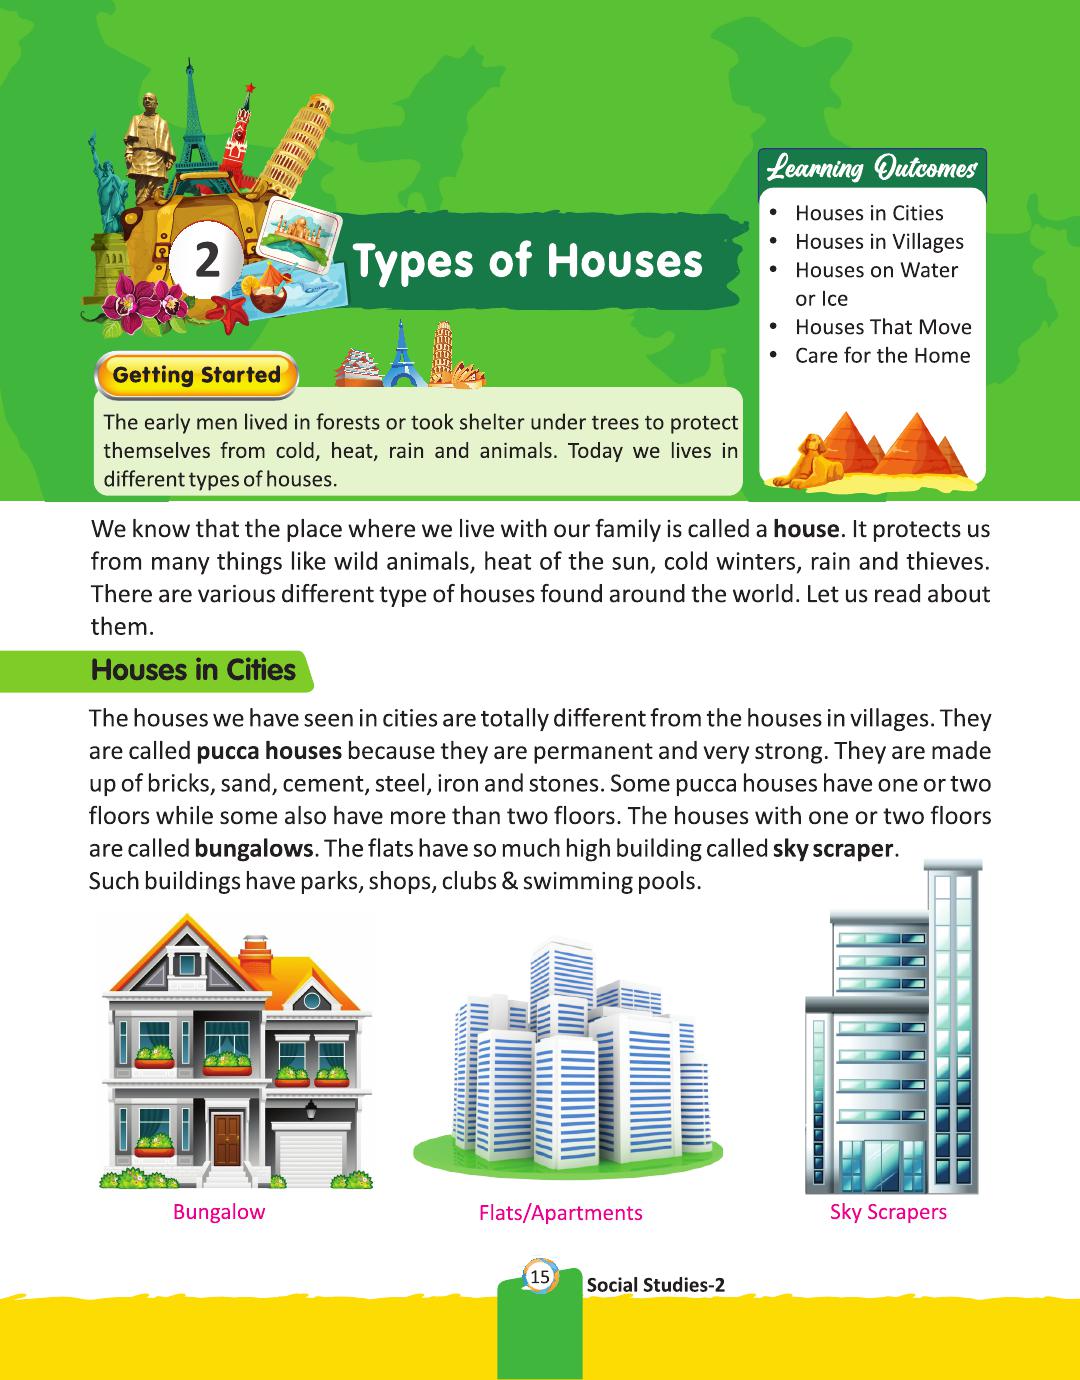 2
Types of Houses
Learning Outcomes
• Houses in Cities
• Houses in Villages
• Houses on Water
or Ice
• Houses That Move
• Care for the Home
Getting Started
The early men lived in forests or took shelter under trees to protect
themselves from cold, heat, rain and animals. Today we lives in
different types of houses.
We know that the place where we live with our family is called a house. It protects us
from many things like wild animals, heat of the sun, cold winters, rain and thieves.
There are various different type of houses found around the world. Let us read about
them.
Houses in Cities
The houses we have seen in cities are totally different from the houses in villages. They
are called pucca houses because they are permanent and very strong. They are made
up of bricks, sand, cement, steel, iron and stones. Some pucca houses have one or two
floors while some also have more than two floors. The houses with one or two floors
are called bungalows. The flats have so much high building called sky scraper.
Such buildings have parks, shops, clubs & swimming pools.
Bungalow
Flats/Apartments
Sky Scrapers
15
Social Studies-2